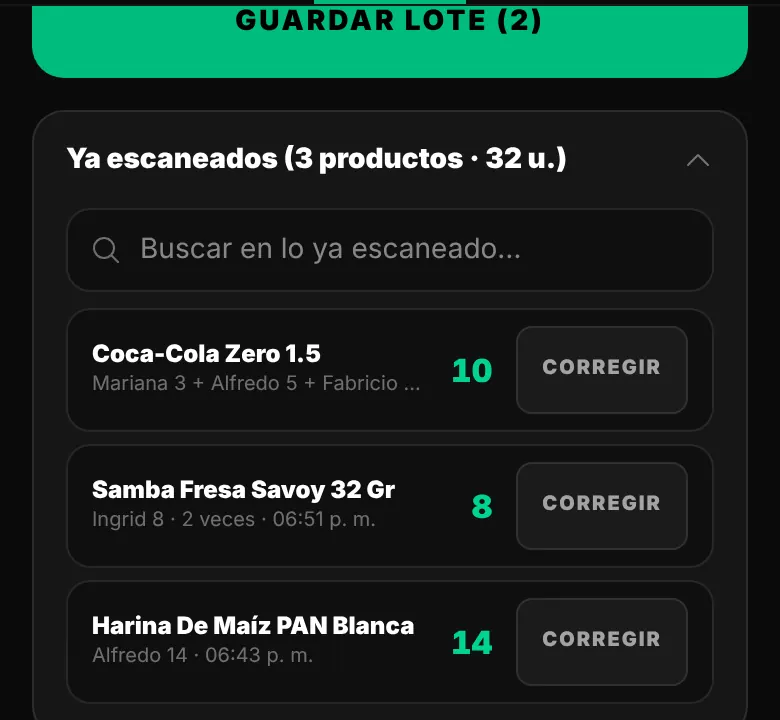 GUARDAR LOTE (2)
Ya escaneados (3 productos · 32 u.)
Buscar en lo ya escaneado...
Coca-Cola Zero 1.5
Mariana 3 + Alfredo 5 + Fabricio ...
10
CORREGIR
Samba Fresa Savoy 32 Gr
Ingrid 8 · 2 veces · 06:51 p. m.
8
CORREGIR
Harina De Maíz PAN Blanca
Alfredo 14 · 06:43 p. m.
14
CORREGIR